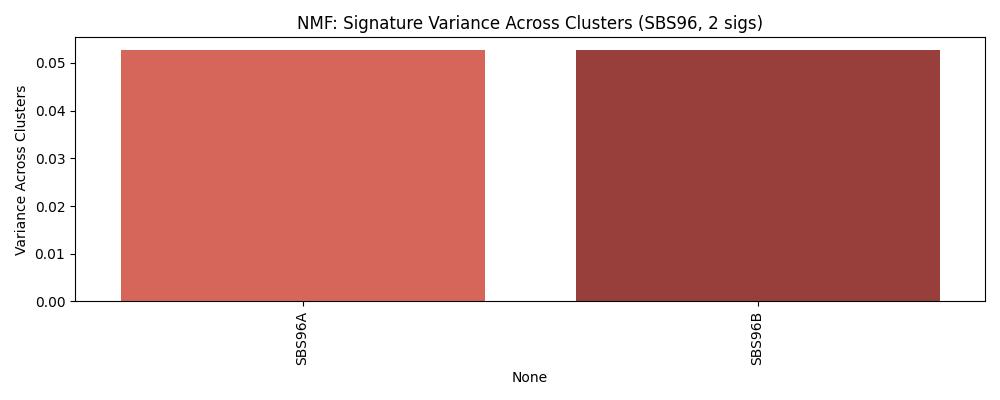 NMF: Signature Variance Across Clusters (SBS96, 2 sigs)
Variance Across Clusters
0.05
0.04
0.03
0.02
0.01
0.00
SBS96A
SBS96B
None